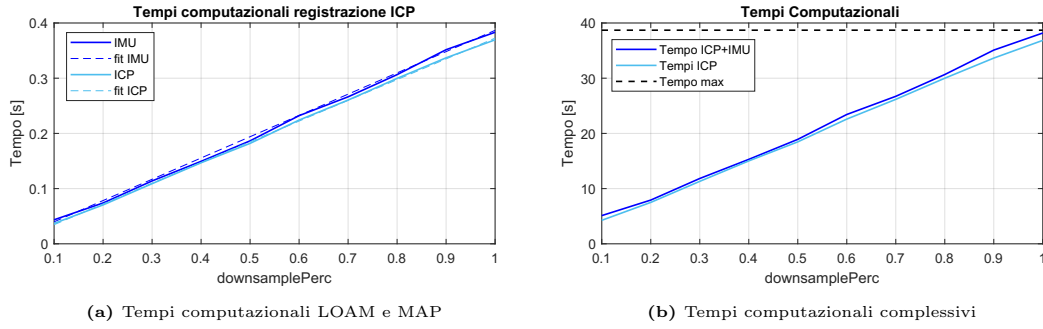 Tempi computazionali registrazione ICP
IMU
fit IMU
ICP
fit ICP
Tempo [s]
0.4
0.3
0.2
0.1
0
0.1 0.2 0.3 0.4 0.5 0.6 0.7 0.8 0.9 1
downsamplePerc
(a) Tempi computazionali LOAM e MAP
Tempi Computazionali
Tempo ICP+IMU
Tempi ICP
Tempo max
Tempo [s]
40
30
20
10
0
0.1 0.2 0.3 0.4 0.5 0.6 0.7 0.8 0.9 1
downsamplePerc
(b) Tempi computazionali complessivi